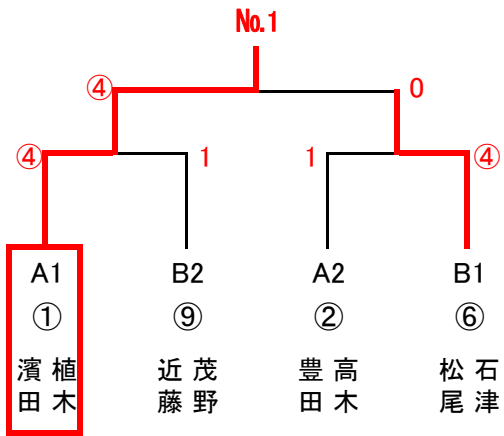 No.1
④ 0
④ 1 1 ④
A1 B2 A2 B1
① ⑨ ② ⑥
濱 植 近 茂 豊 高 松 石
田 木 藤 野 田 木 尾 津